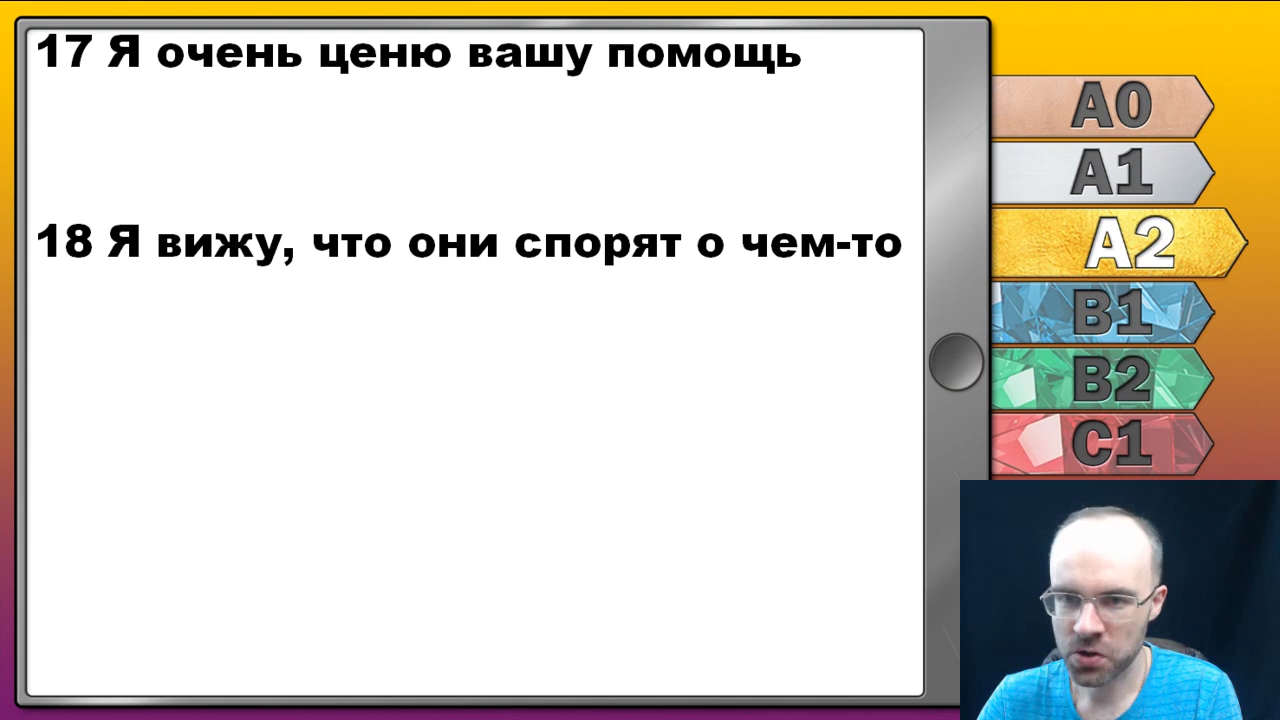 17 Я очень ценю вашу помощь
18 Я вижу, что они спорят о чем-то
A0
A1
A2
B1
B2
C1